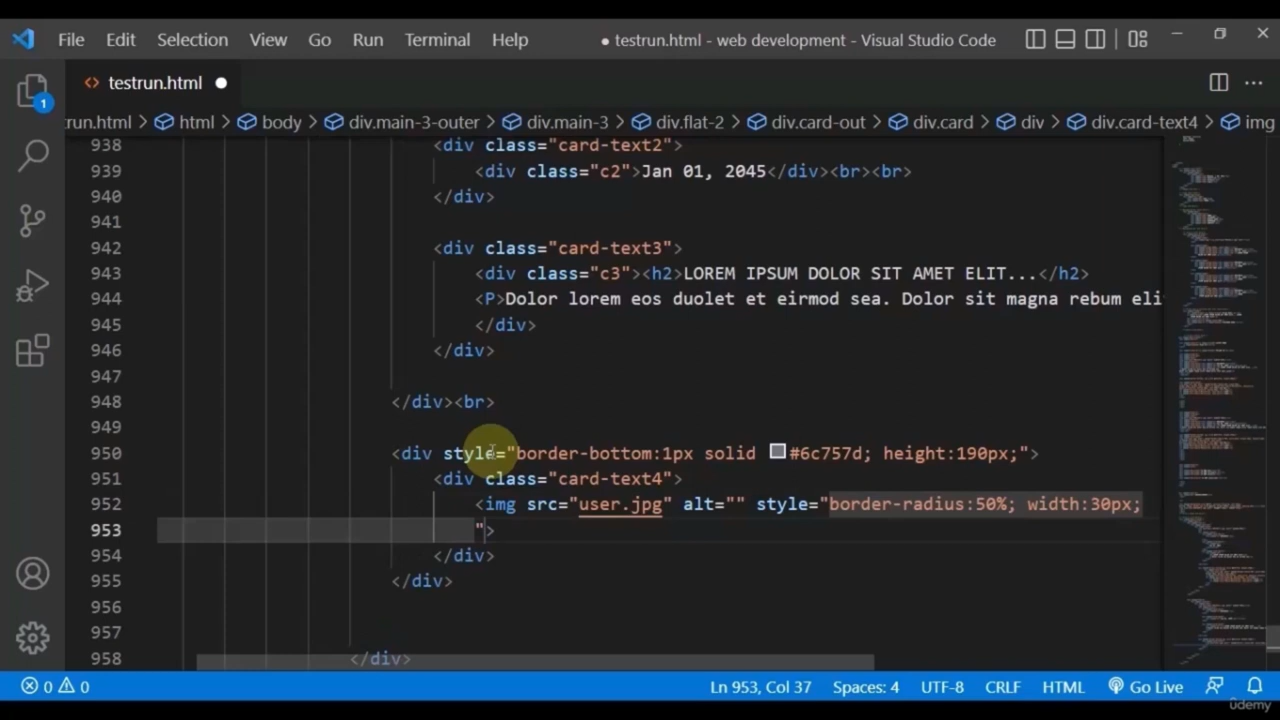 File Edit Selection View Go Run Terminal Help ● testrun.html - web development - Visual Studio Code
<> testrun.html ● ···
1
trun.html > html > body > div.main-3-outer > div.main-3 > div.flat-2 > div.card-out > div.card > div > div.card-text4 > img
938 <div class="card-text2">
939 <div class="c2">Jan 01, 2045</div><br><br>
940 </div>
941
942 <div class="card-text3">
943 <div class="c3"><h2>LOREM IPSUM DOLOR SIT AMET ELIT...</h2>
944 <P>Dolor lorem eos duolet et eirmod sea. Dolor sit magna rebum elit
945 </div>
946 </div>
947
948 </div><br>
949
950 <div style="border-bottom:1px solid #6c757d; height:190px;">
951 <div class="card-text4">
952 <img src="user.jpg" alt="" style="border-radius:50%; width:30px;
953 ">
954 </div>
955 </div>
956
957
958 </div>
0 0 Ln 953, Col 37 Spaces: 4 UTF-8 CRLF HTML Go Live
ûdemy